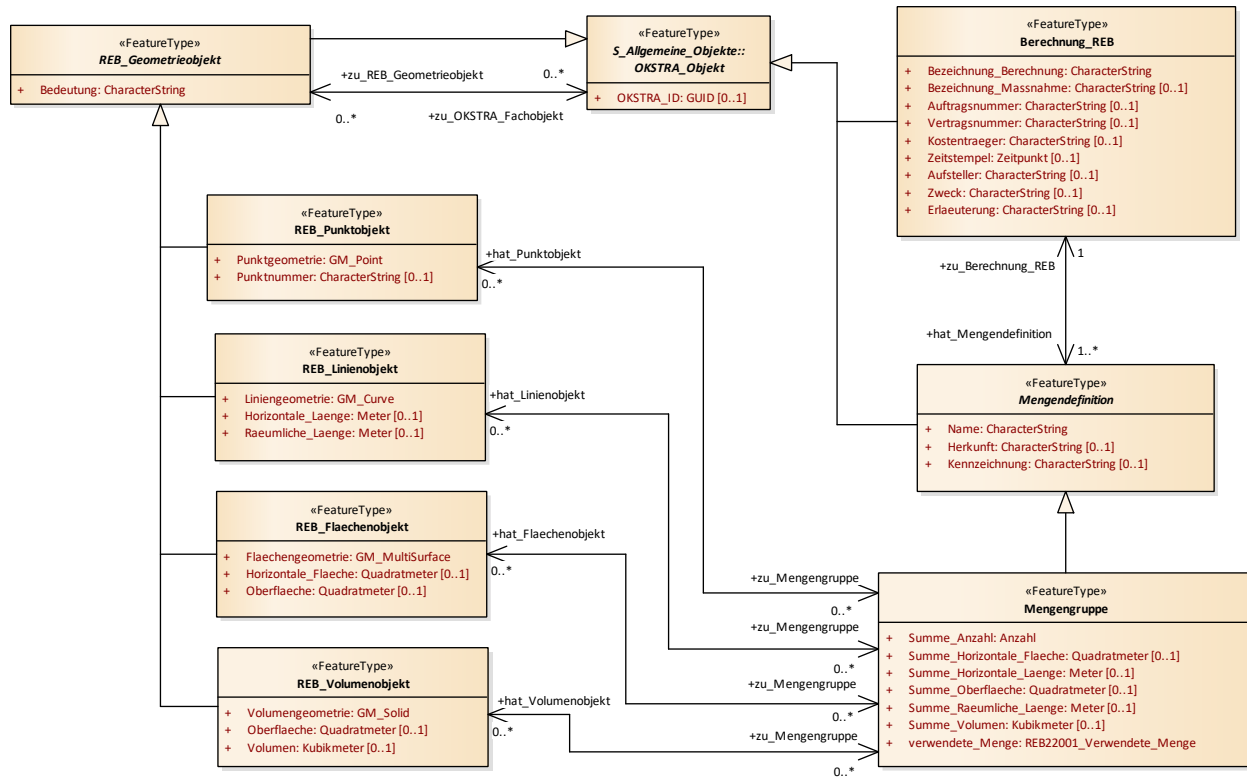 «FeatureType»
REB_Geometrieobjekt
+ Bedeutung: CharacterString
«FeatureType»
S_Allgemeine_Objekte::
OKSTRA_Objekt
+ OKSTRA_ID: GUID [0..1]
+zu_REB_Geometrieobjekt
0..*
0..*
+zu_OKSTRA_Fachobjekt
«FeatureType»
Berechnung_REB
+ Bezeichnung_Berechnung: CharacterString
+ Bezeichnung_Massnahme: CharacterString [0..1]
+ Auftragsnummer: CharacterString [0..1]
+ Vertragsnummer: CharacterString [0..1]
+ Kostentraeger: CharacterString [0..1]
+ Zeitstempel: Zeitpunkt [0..1]
+ Aufsteller: CharacterString [0..1]
+ Zweck: CharacterString [0..1]
+ Erlaeuterung: CharacterString [0..1]
«FeatureType»
REB_Punktobjekt
+ Punktgeometrie: GM_Point
+ Punktnummer: CharacterString [0..1]
+hat_Punktobjekt
0..*
+zu_Berechnung_REB
1
+hat_Mengendefinition
1..*
«FeatureType»
REB_Linienobjekt
+ Liniengeometrie: GM_Curve
+ Horizontale_Laenge: Meter [0..1]
+ Raeumliche_Laenge: Meter [0..1]
+hat_Linienobjekt
0..*
«FeatureType»
Mengendefinition
+ Name: CharacterString
+ Herkunft: CharacterString [0..1]
+ Kennzeichnung: CharacterString [0..1]
«FeatureType»
REB_Flaechenobjekt
+ Flaechengeometrie: GM_MultiSurface
+ Horizontale_Flaeche: Quadratmeter [0..1]
+ Oberflaeche: Quadratmeter [0..1]
+hat_Flaechenobjekt
0..*
+zu_Mengengruppe
0..*
+zu_Mengengruppe
0..*
+zu_Mengengruppe
0..*
+zu_Mengengruppe
0..*
«FeatureType»
Mengengruppe
+ Summe_Anzahl: Anzahl
+ Summe_Horizontale_Flaeche: Quadratmeter [0..1]
+ Summe_Horizontale_Laenge: Meter [0..1]
+ Summe_Oberflaeche: Quadratmeter [0..1]
+ Summe_Raeumliche_Laenge: Meter [0..1]
+ Summe_Volumen: Kubikmeter [0..1]
+ verwendete_Menge: REB22001_Verwendete_Menge
«FeatureType»
REB_Volumenobjekt
+ Volumengeometrie: GM_Solid
+ Oberflaeche: Quadratmeter [0..1]
+ Volumen: Kubikmeter [0..1]
+hat_Volumenobjekt
0..*